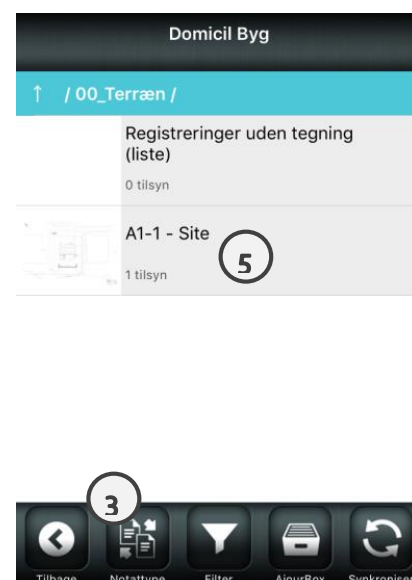 Domicil Byg
↑ / 00_Terræn /
Registreringer uden tegning
(liste)
0 tilsyn
A1-1 - Site
5
1 tilsyn
3
Tilbage Notattype Filter AjourBox Synkroniser